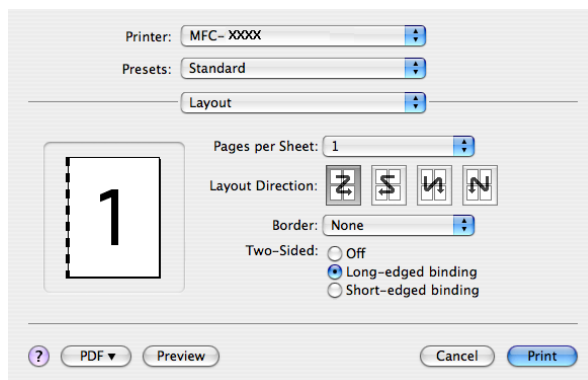 Printer: MFC- XXXX
Presets: Standard
Layout
Pages per Sheet: 1
1
Layout Direction:
Border: None
Two-Sided: Off
Long-edged binding
Short-edged binding
? PDF▼ Preview Cancel Print